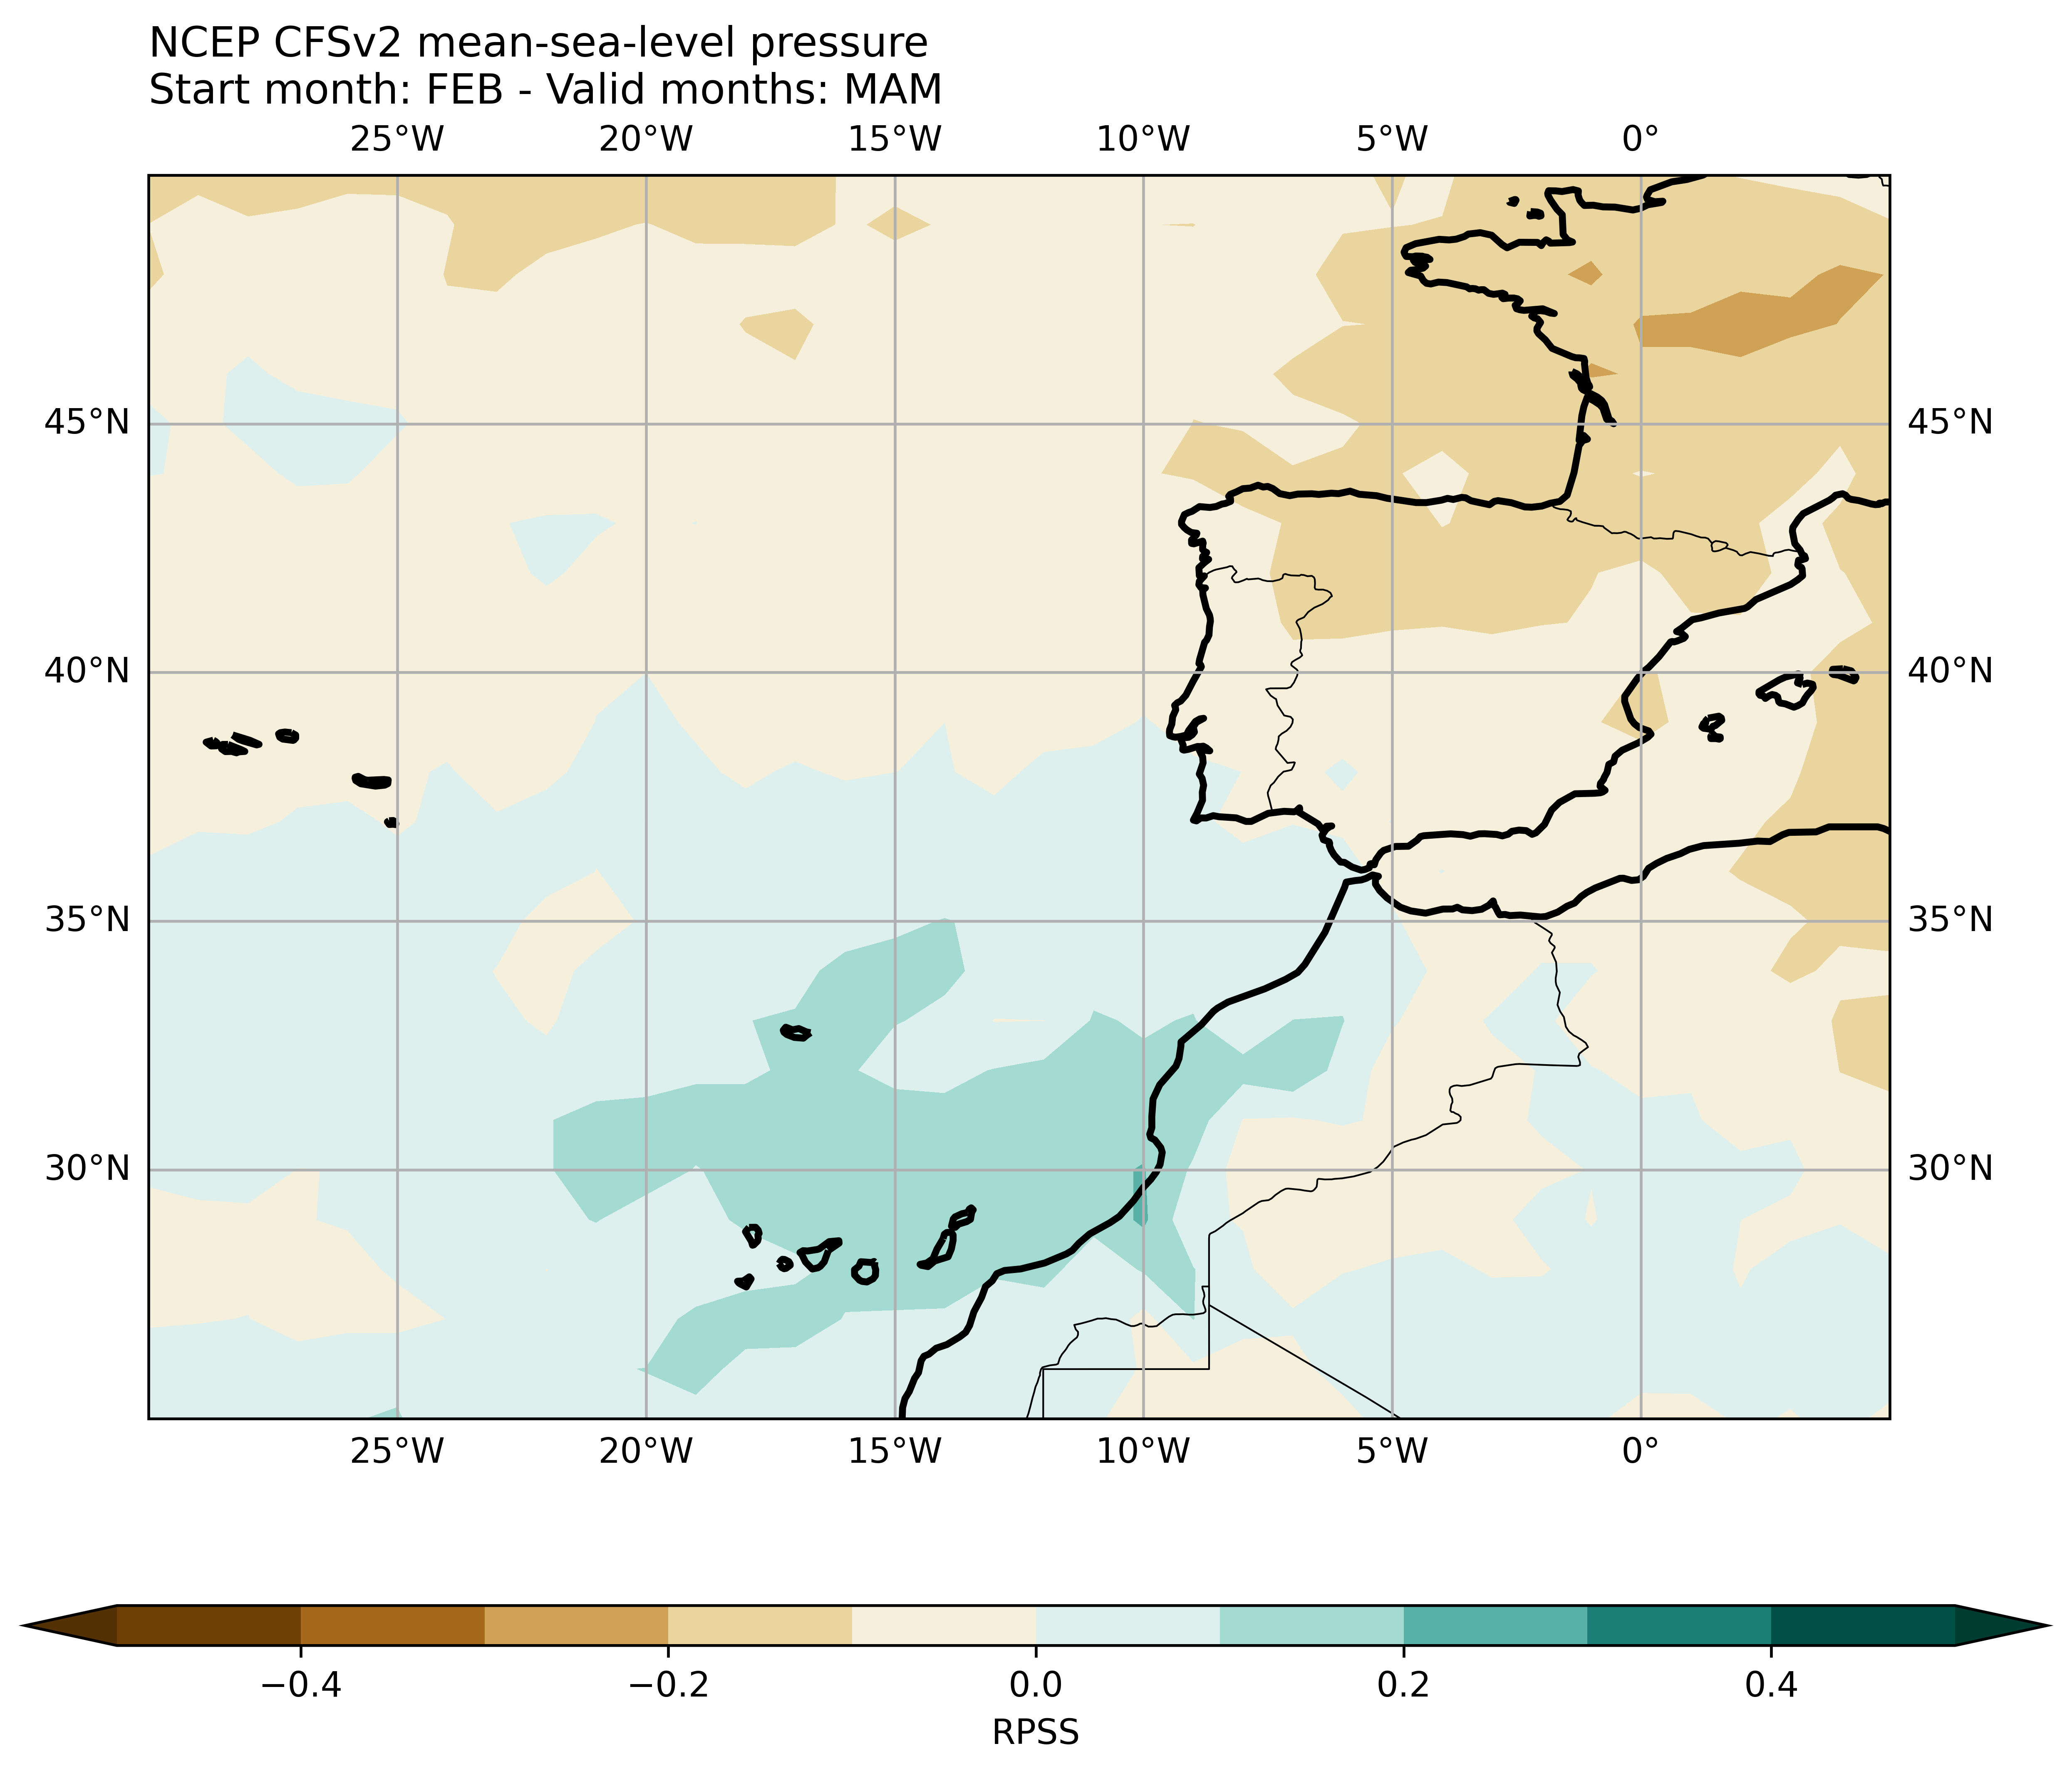 NCEP CFSv2 mean-sea-level pressure
Start month: FEB - Valid months: MAM
25°W 20°W 15°W 10°W 5°W 0°
45°N 45°N
40°N 40°N
35°N 35°N
30°N 30°N
25°W 20°W 15°W 10°W 5°W 0°
−0.4 −0.2 0.0 0.2 0.4
RPSS